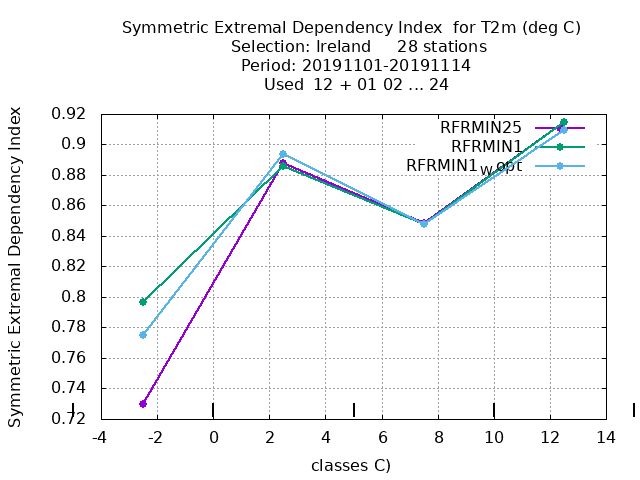 Symmetric Extremal Dependency Index for T2m (deg C)
Selection: Ireland 28 stations
Period: 20191101-20191114
Used 12 + 01 02 ... 24
Symmetric Extremal Dependency Index
0.92
0.9
0.88
0.86
0.84
0.82
0.8
0.78
0.76
0.74
0.72
RFRMIN25
RFRMIN1
RFRMIN1wopt
-4 -2 0 2 4 6 8 10 12 14
classes C)